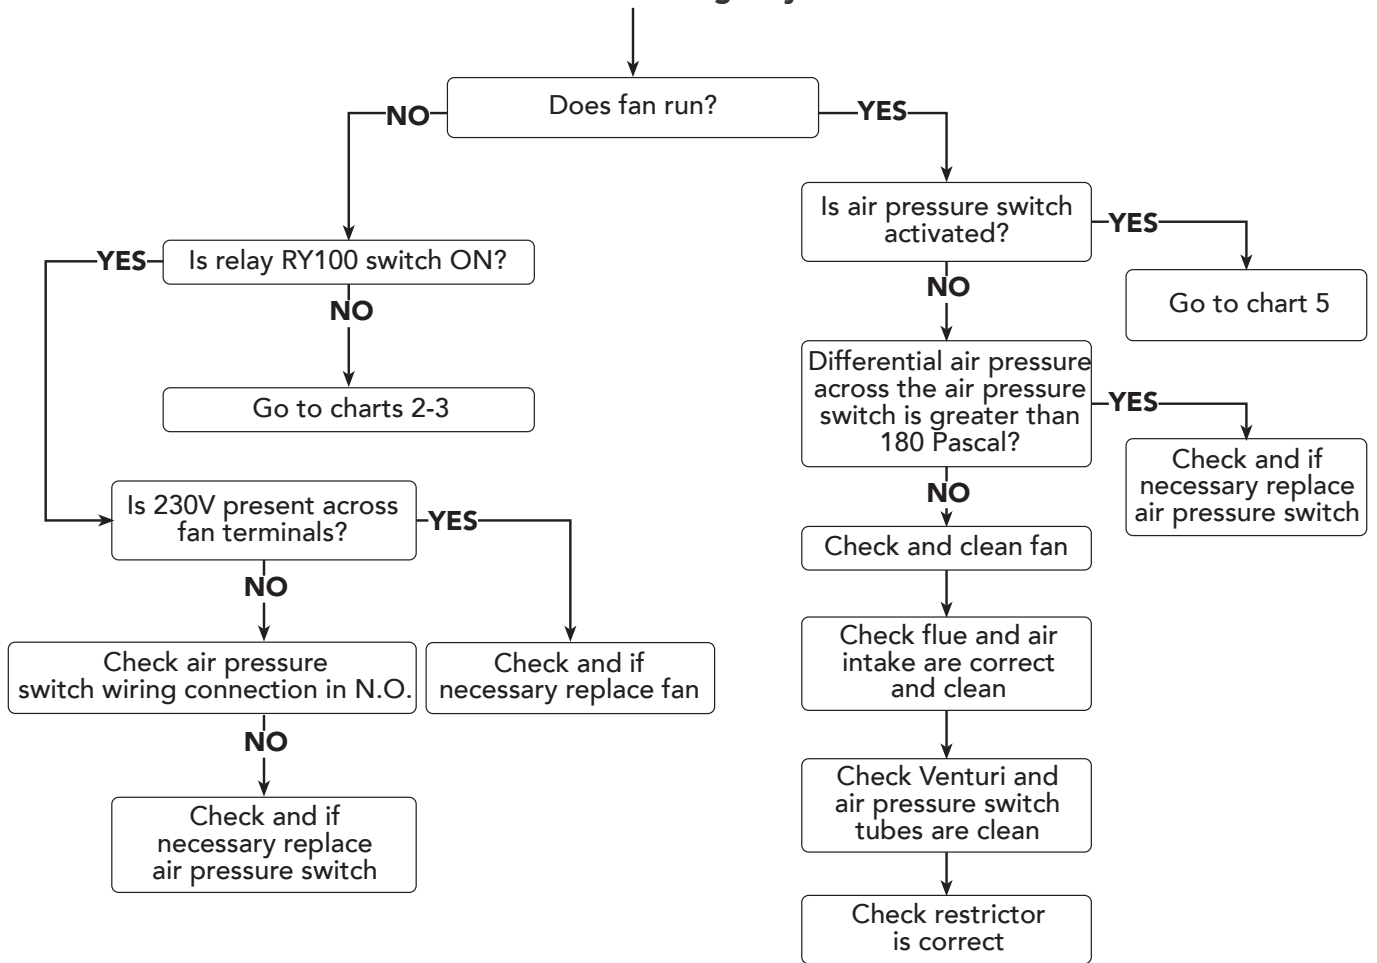 Does fan run?
NO
YES
Is air pressure switch
activated?
YES
YES
Is relay RY100 switch ON?
NO
NO
Go to chart 5
Differential air pressure
across the air pressure
switch is greater than
180 Pascal?
YES
Go to charts 2-3
Check and if
necessary replace
air pressure switch
NO
Is 230V present across
fan terminals?
YES
Check and clean fan
NO
Check flue and air
intake are correct
and clean
Check air pressure
switch wiring connection in N.O.
Check and if
necessary replace fan
NO
Check Venturi and
air pressure switch
tubes are clean
Check and if
necessary replace
air pressure switch
Check restrictor
is correct